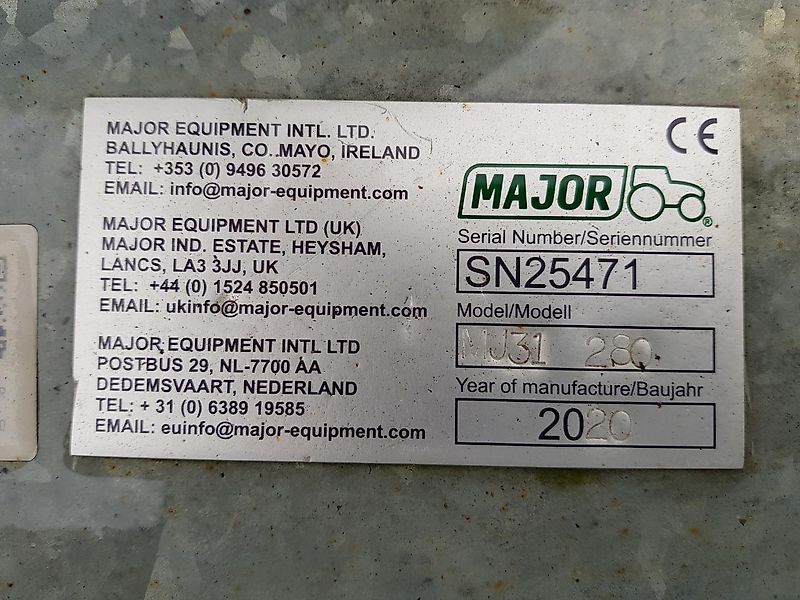 MAJOR EQUIPMENT INTL. LTD.
BALLYHAUNIS, CO. MAYO, IRELAND
TEL: +353 (0) 9496 30572
EMAIL: info@major-equipment.com
MAJOR EQUIPMENT LTD (UK)
MAJOR IND. ESTATE, HEYSHAM,
LANCS, LA3 3JJ, UK
TEL: +44 (0) 1524 850501
EMAIL: ukinfo@major-equipment.com
MAJOR EQUIPMENT INTL LTD
POSTBUS 29, NL-7700 AA
DEDEMSVAART, NEDERLAND
TEL: + 31 (0) 6389 19585
EMAIL: euinfo@major-equipment.com
CE
MAJOR ®
Serial Number/Seriennummer
SN25471
Model/Modell
MJ31 280
Year of manufacture/Baujahr
2020